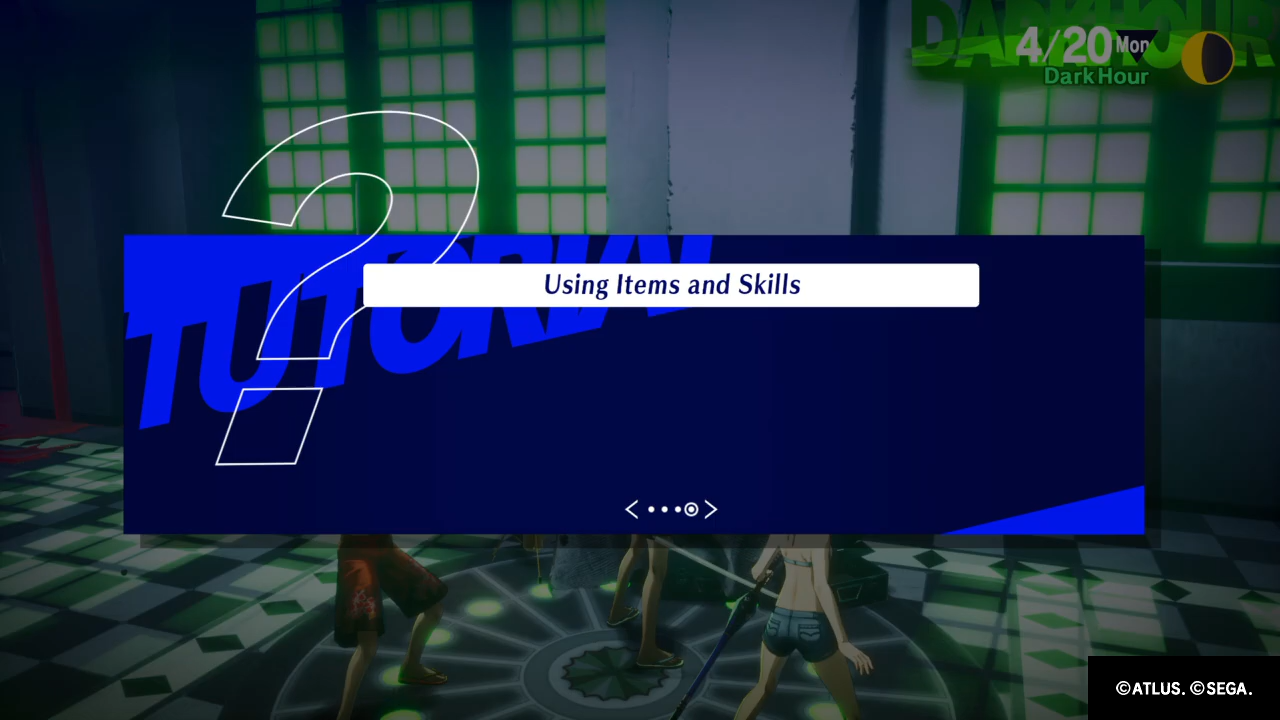 DARK HOUR
4/20 Mon
Dark Hour
TUTORIAL
Using Items and Skills
©ATLUS. ©SEGA.